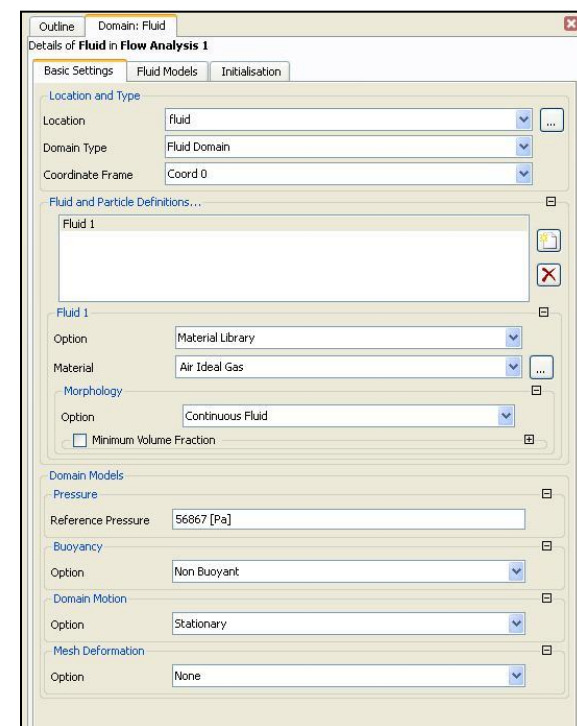 Outline Domain: Fluid
Details of Fluid in Flow Analysis 1
Basic Settings Fluid Models Initialisation
Location and Type
Location fluid ...
Domain Type Fluid Domain
Coordinate Frame Coord 0
Fluid and Particle Definitions...
Fluid 1
Fluid 1
Option Material Library
Material Air Ideal Gas ...
Morphology
Option Continuous Fluid
Minimum Volume Fraction
Domain Models
Pressure
Reference Pressure 56867 [Pa]
Buoyancy
Option Non Buoyant
Domain Motion
Option Stationary
Mesh Deformation
Option None